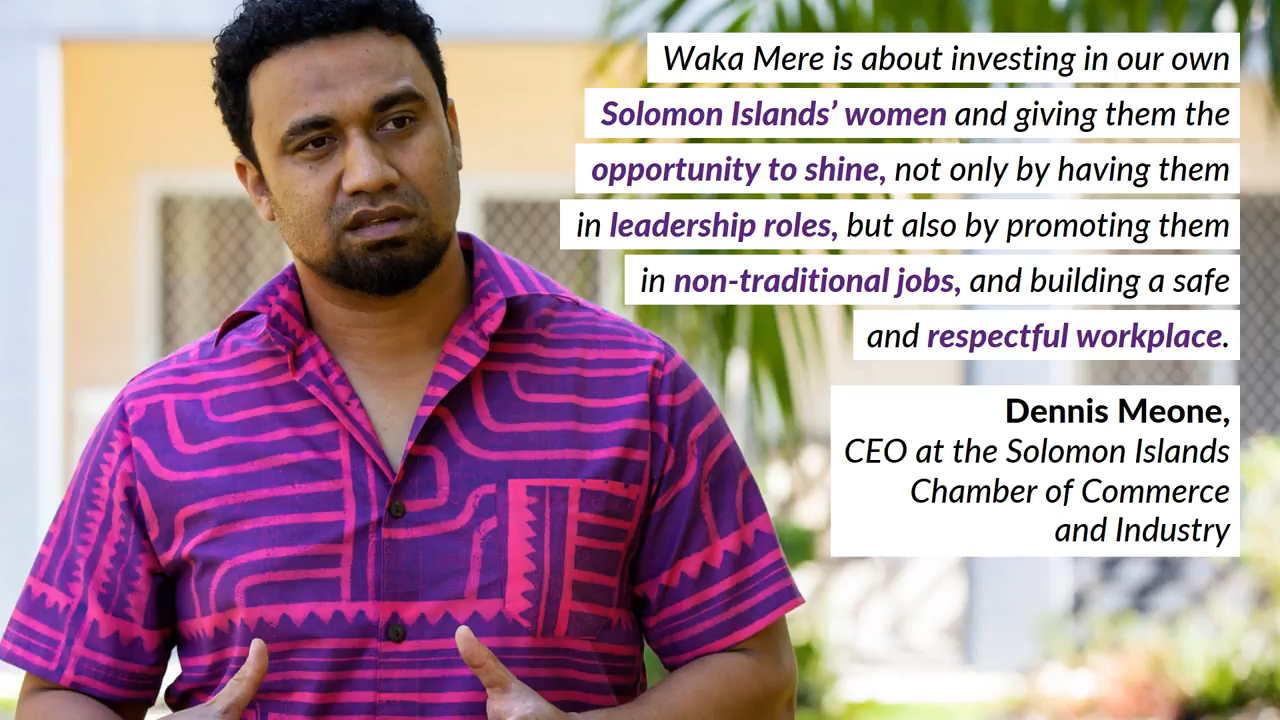 Waka Mere is about investing in our own
Solomon Islands’ women and giving them the
opportunity to shine, not only by having them
in leadership roles, but also by promoting them
in non-traditional jobs, and building a safe
and respectful workplace.
Dennis Meone,
CEO at the Solomon Islands
Chamber of Commerce
and Industry